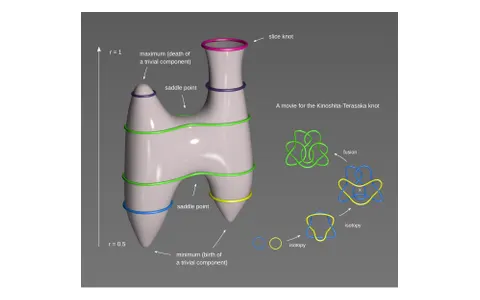 slice knot
r = 1
maximum (death of
a trivial component)
saddle point
A movie for the Kinoshita-Terasaka knot
fusion
saddle point
isotopy
isotopy
r = 0.5
minimum (birth of
a trivial component)